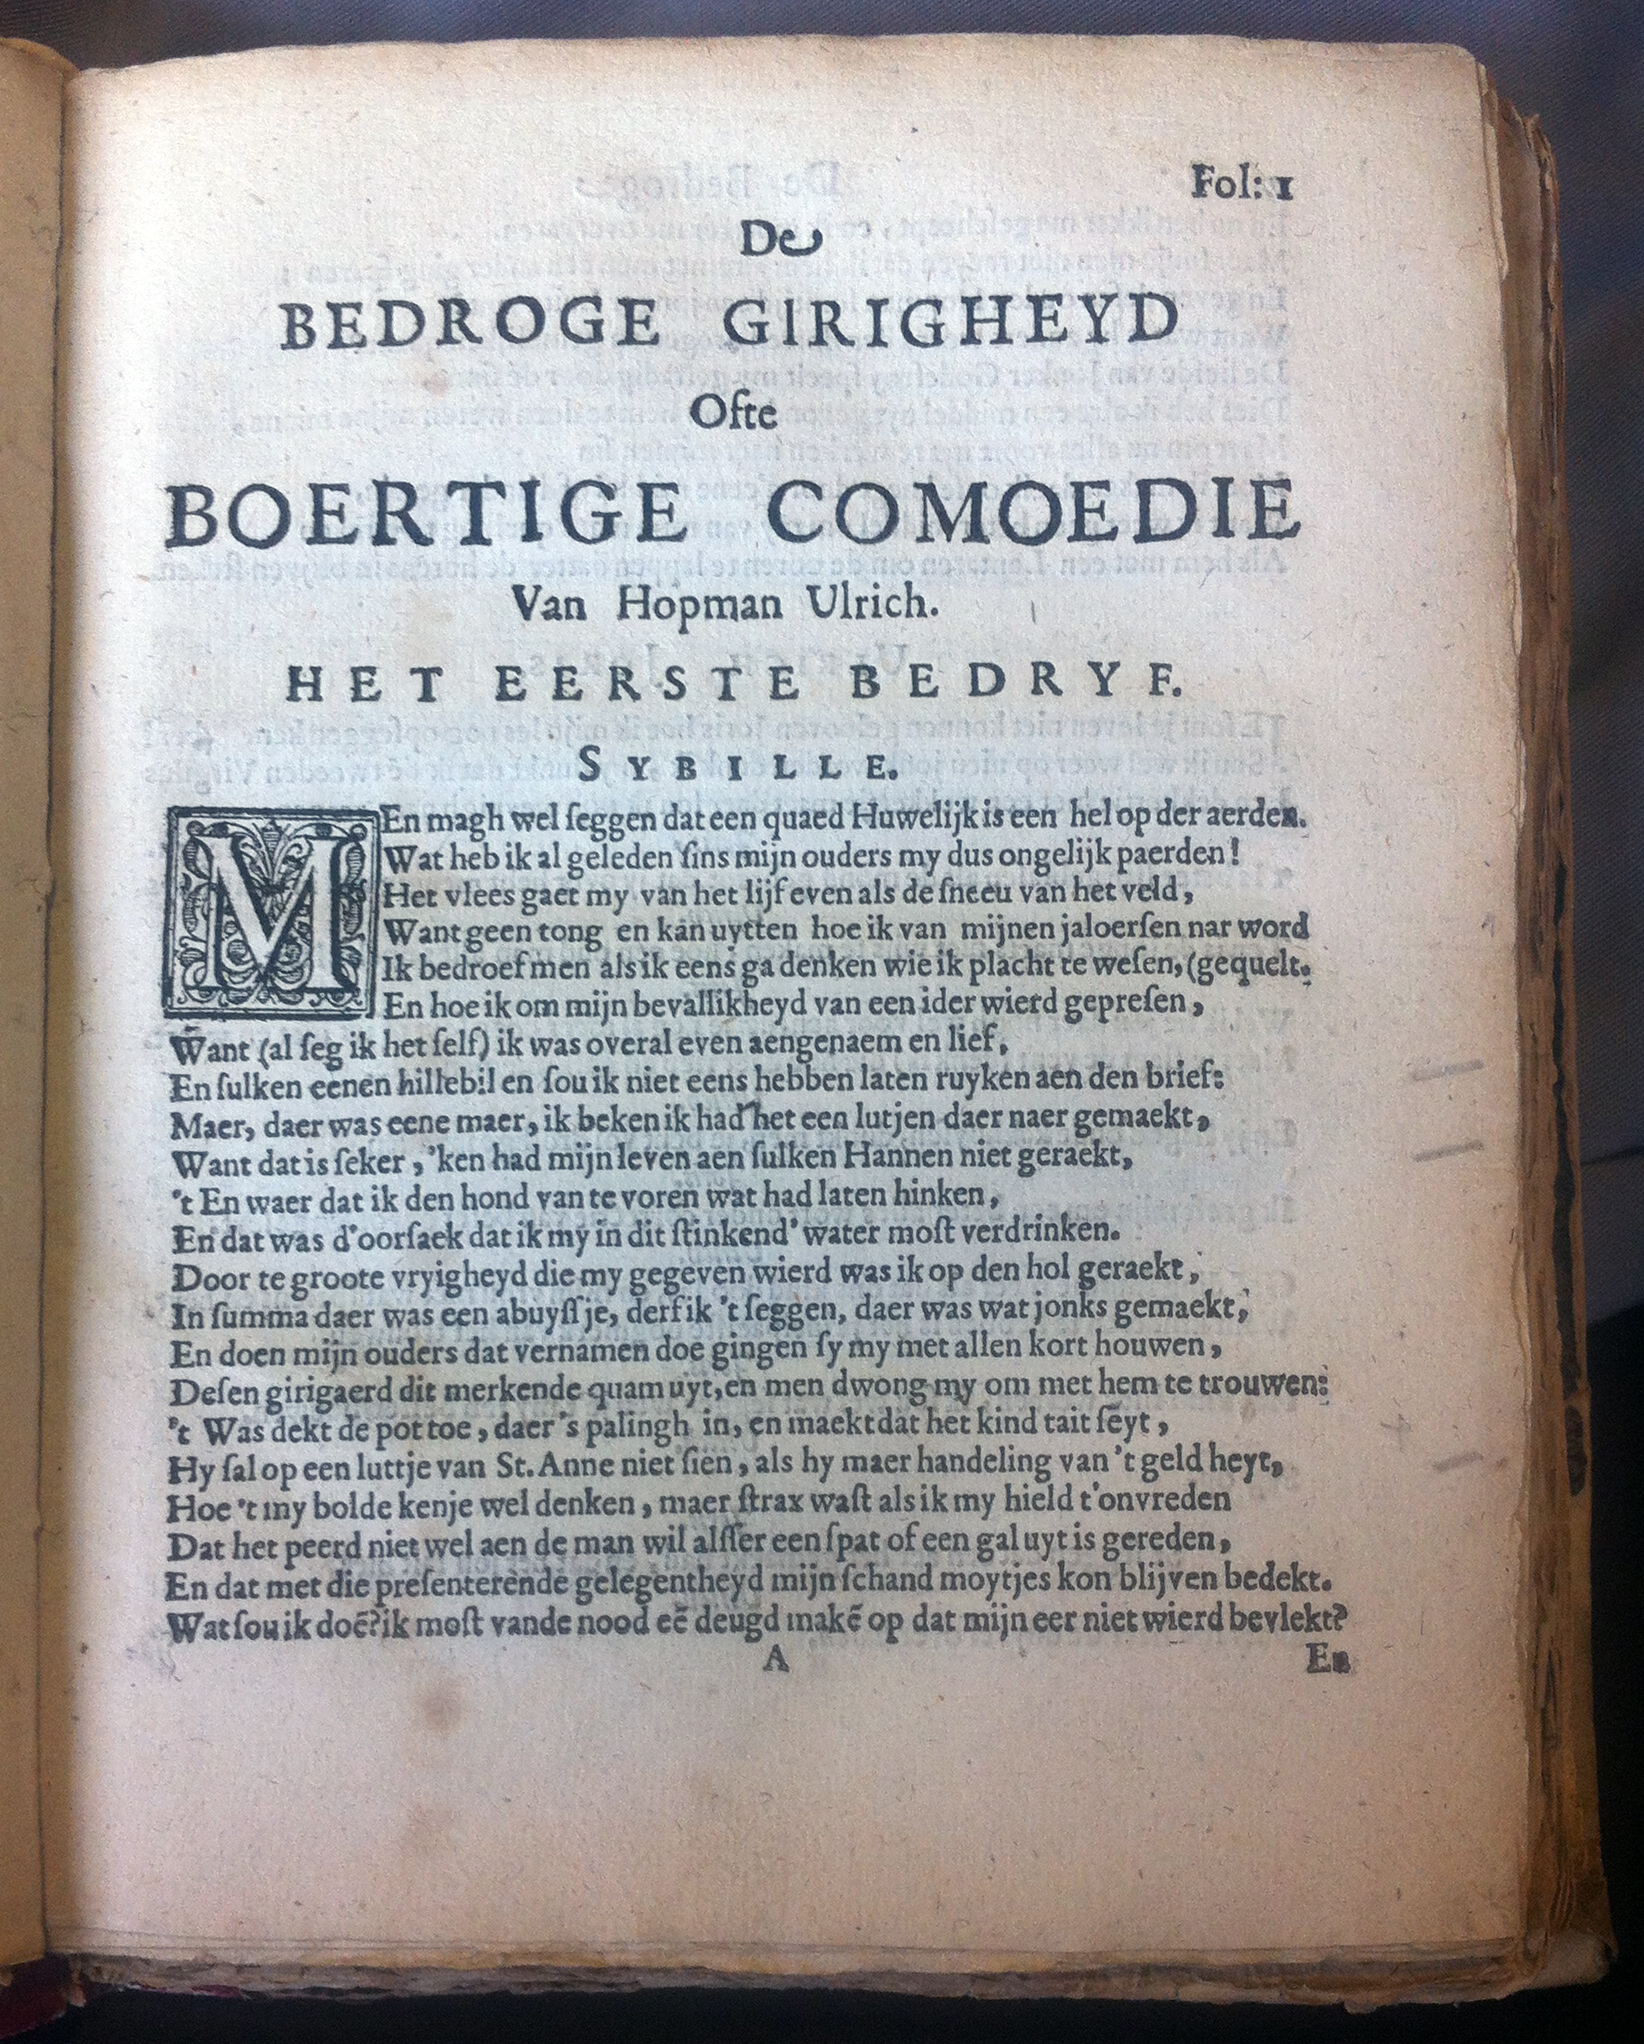 Fol: 1
De
BEDROGE GIRIGHEYD
Ofte
BOERTIGE COMOEDIE
Van Hopman Ulrich.
HET EERSTE BEDRYF.
SYBILLE.
MEn magh wel ſeggen dat een quaed Huwelijk is een hel op der aerden.
Wat heb ik al geleden ſins mijn ouders my dus ongelijk paerden!
Het vlees gaet my van het lijf even als de ſneeu van het veld,
Want geen tong en kan uytten hoe ik van mijnen jaloerſen nar word
Ik bedroef men als ik eens ga denken wie ik placht te weſen, (gequelt.
En hoe ik om mijn bevallikheyd van een ider wierd gepreſen,
Want (al ſeg ik het ſelf) ik was overal even aengenaem en lief,
En ſulken eenen hillebil en ſou ik niet eens hebben laten ruyken aen den brief:
Maer, daer was eene maer, ik beken ik had het een lutjen daer naer gemaekt,
Want dat is ſeker, 'ken had mijn leven aen ſulken Hannen niet geraekt,
't En waer dat ik den hond van te voren wat had laten hinken,
En dat was d'oorſaek dat ik my in dit ſtinkend' water moſt verdrinken.
Door te groote vryigheyd die my gegeven wierd was ik op den hol geraekt,
In ſumma daer was een abuyſſje, derf ik 't ſeggen, daer was wat jonks gemaekt,
En doen mijn ouders dat vernamen doe gingen ſy my met allen kort houwen,
Deſen girigaerd dit merkende quam uyt, en men dwong my om met hem te trouwen:
't Was dekt de pot toe, daer 's palingh in, en maekt dat het kind tait ſeyt,
Hy ſal op een luttje van St. Anne niet ſien, als hy maer handeling van 't geld heyt,
Hoe 't my bolde kenje wel denken, maer ſtrax waſt als ik my hield t'onvreden
Dat het peerd niet wel aen de man wil alſſer een ſpat of een gal uyt is gereden,
En dat met die preſenterende gelegentheyd mijn ſchand moytjes kon blijven bedekt.
Wat ſou ik doē? ik moſt vande nood eē deugd makē op dat mijn eer niet wierd bevlekt?
A En